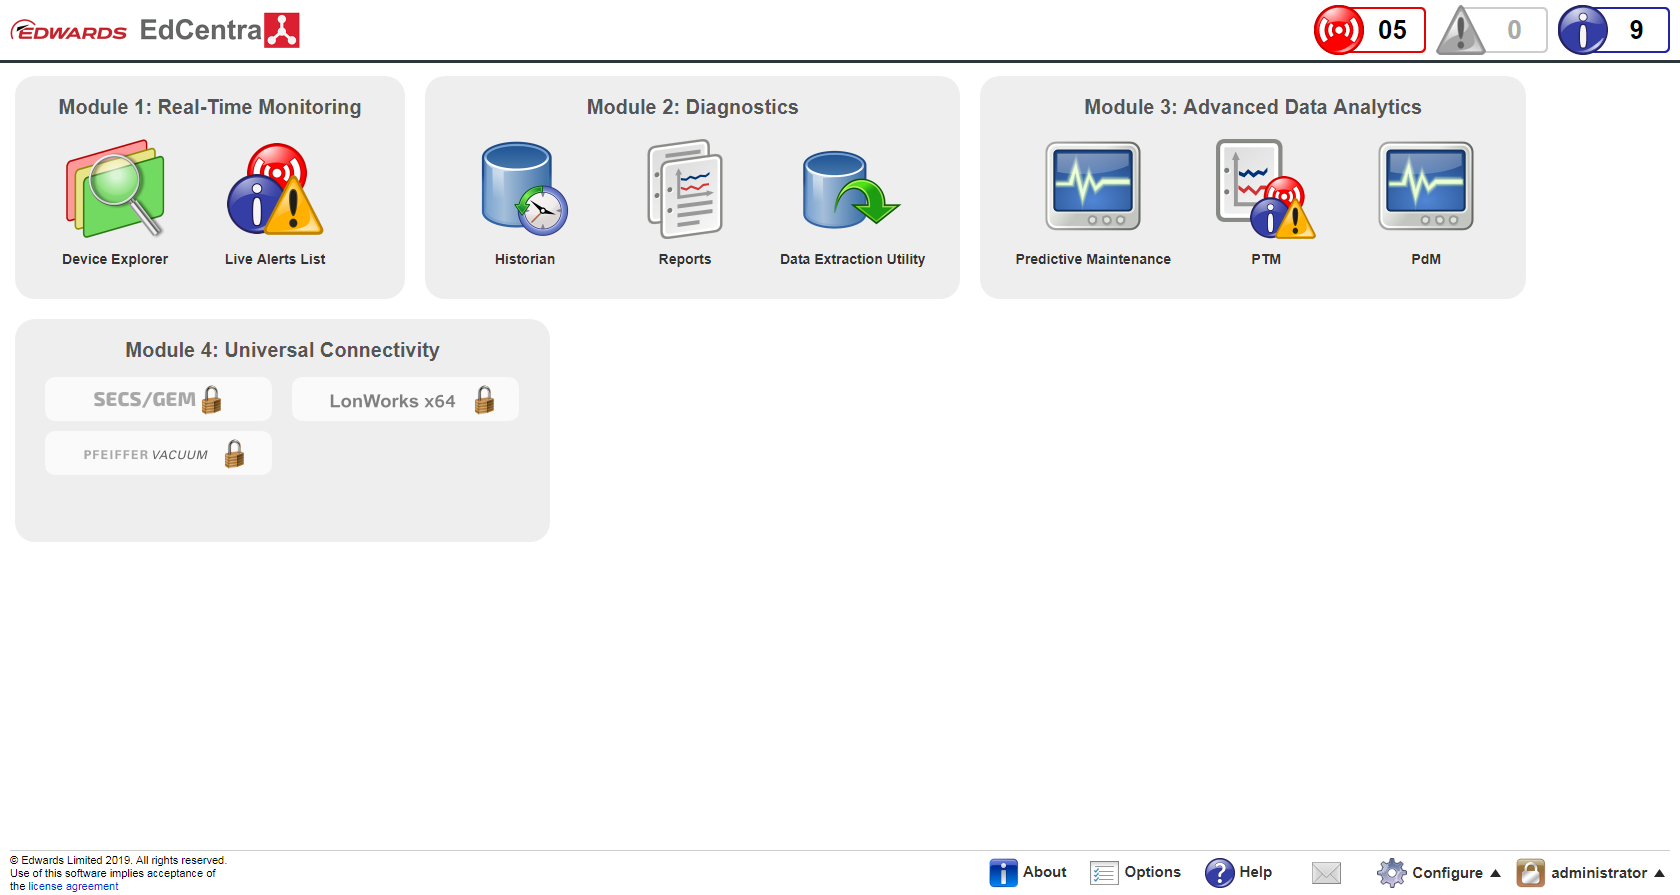 EDWARDS EdCentra
05 0 9
Module 1: Real-Time Monitoring
Device Explorer Live Alerts List
Module 2: Diagnostics
Historian Reports Data Extraction Utility
Module 3: Advanced Data Analytics
Predictive Maintenance PTM PdM
Module 4: Universal Connectivity
SECS/GEM LonWorks x64
PFEIFFER VACUUM
© Edwards Limited 2019. All rights reserved.
Use of this software implies acceptance of
the license agreement
About Options Help Configure administrator